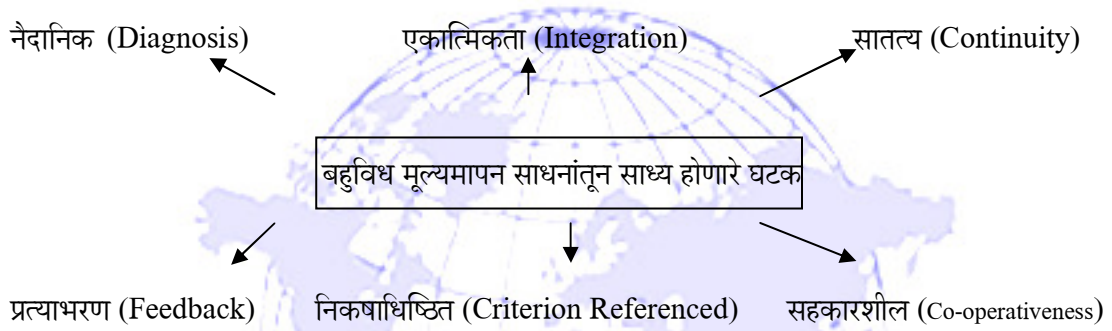 नैदानिक (Diagnosis) एकात्मिकता (Integration) सातत्य (Continuity)
बहुविध मूल्यमापन साधनांतून साध्य होणारे घटक
प्रत्याभरण (Feedback) निकषाधिष्ठित (Criterion Referenced) सहकारशील (Co-operativeness)